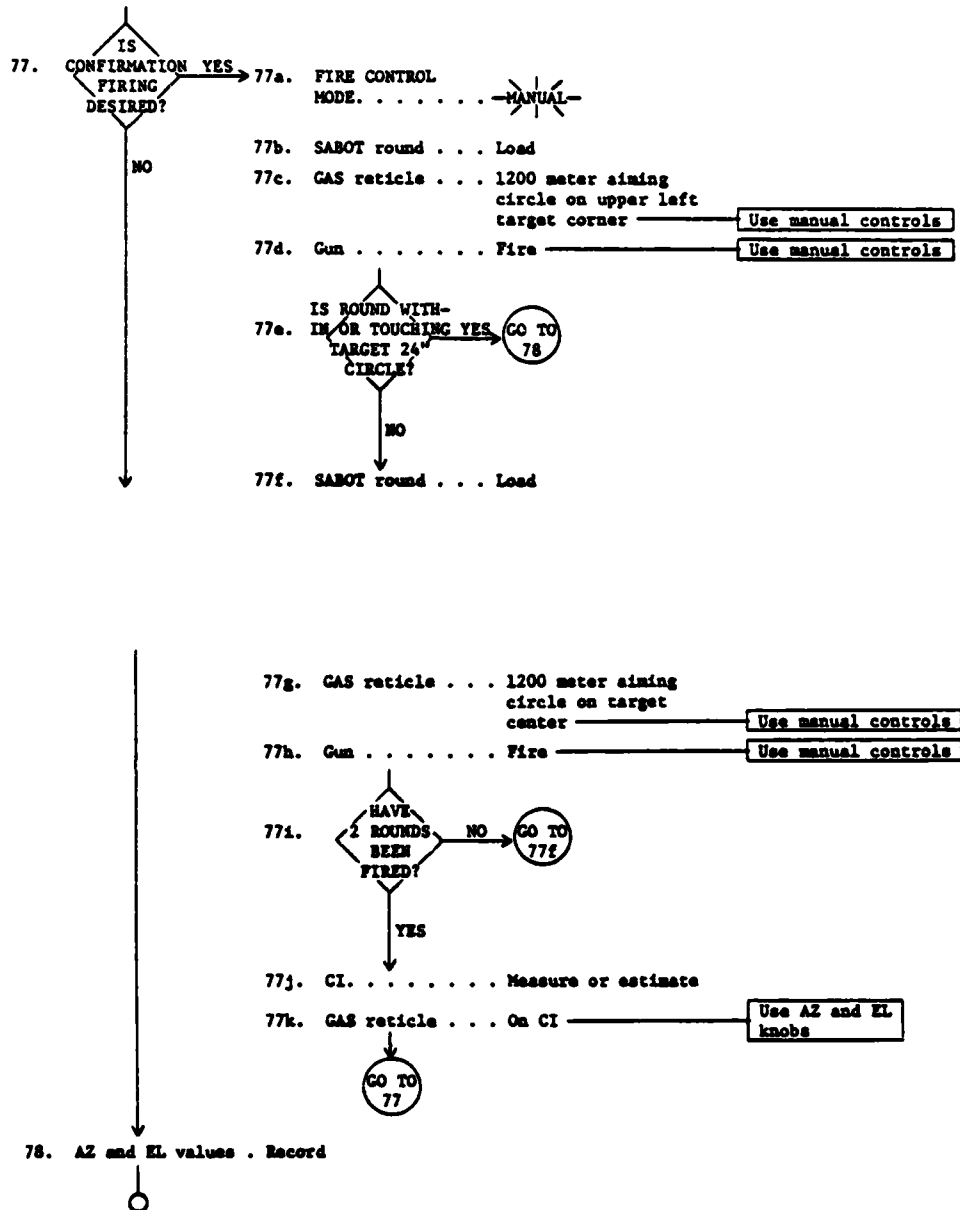 77. IS CONFIRMATION FIRING DESIRED?
YES
NO
77a. FIRE CONTROL
MODE. . . . . . . MANUAL
77b. SABOT round . . . Load
77c. GAS reticle . . . 1200 meter aiming
circle on upper left
target corner
Use manual controls
77d. Gun . . . . . . . Fire
Use manual controls
77e. IS ROUND WITH-
IN OR TOUCHING
TARGET 24"
CIRCLE?
YES
GO TO
78
NO
77f. SABOT round . . . Load
77g. GAS reticle . . . 1200 meter aiming
circle on target
center
Use manual controls
77h. Gun . . . . . . . Fire
Use manual controls
77i. HAVE
2 ROUNDS
BEEN
FIRED?
NO
GO TO
77f
YES
77j. CI. . . . . . . . Measure or estimate
77k. GAS reticle . . . On CI
Use AZ and EL
knobs
GO TO
77
78. AZ and EL values . Record